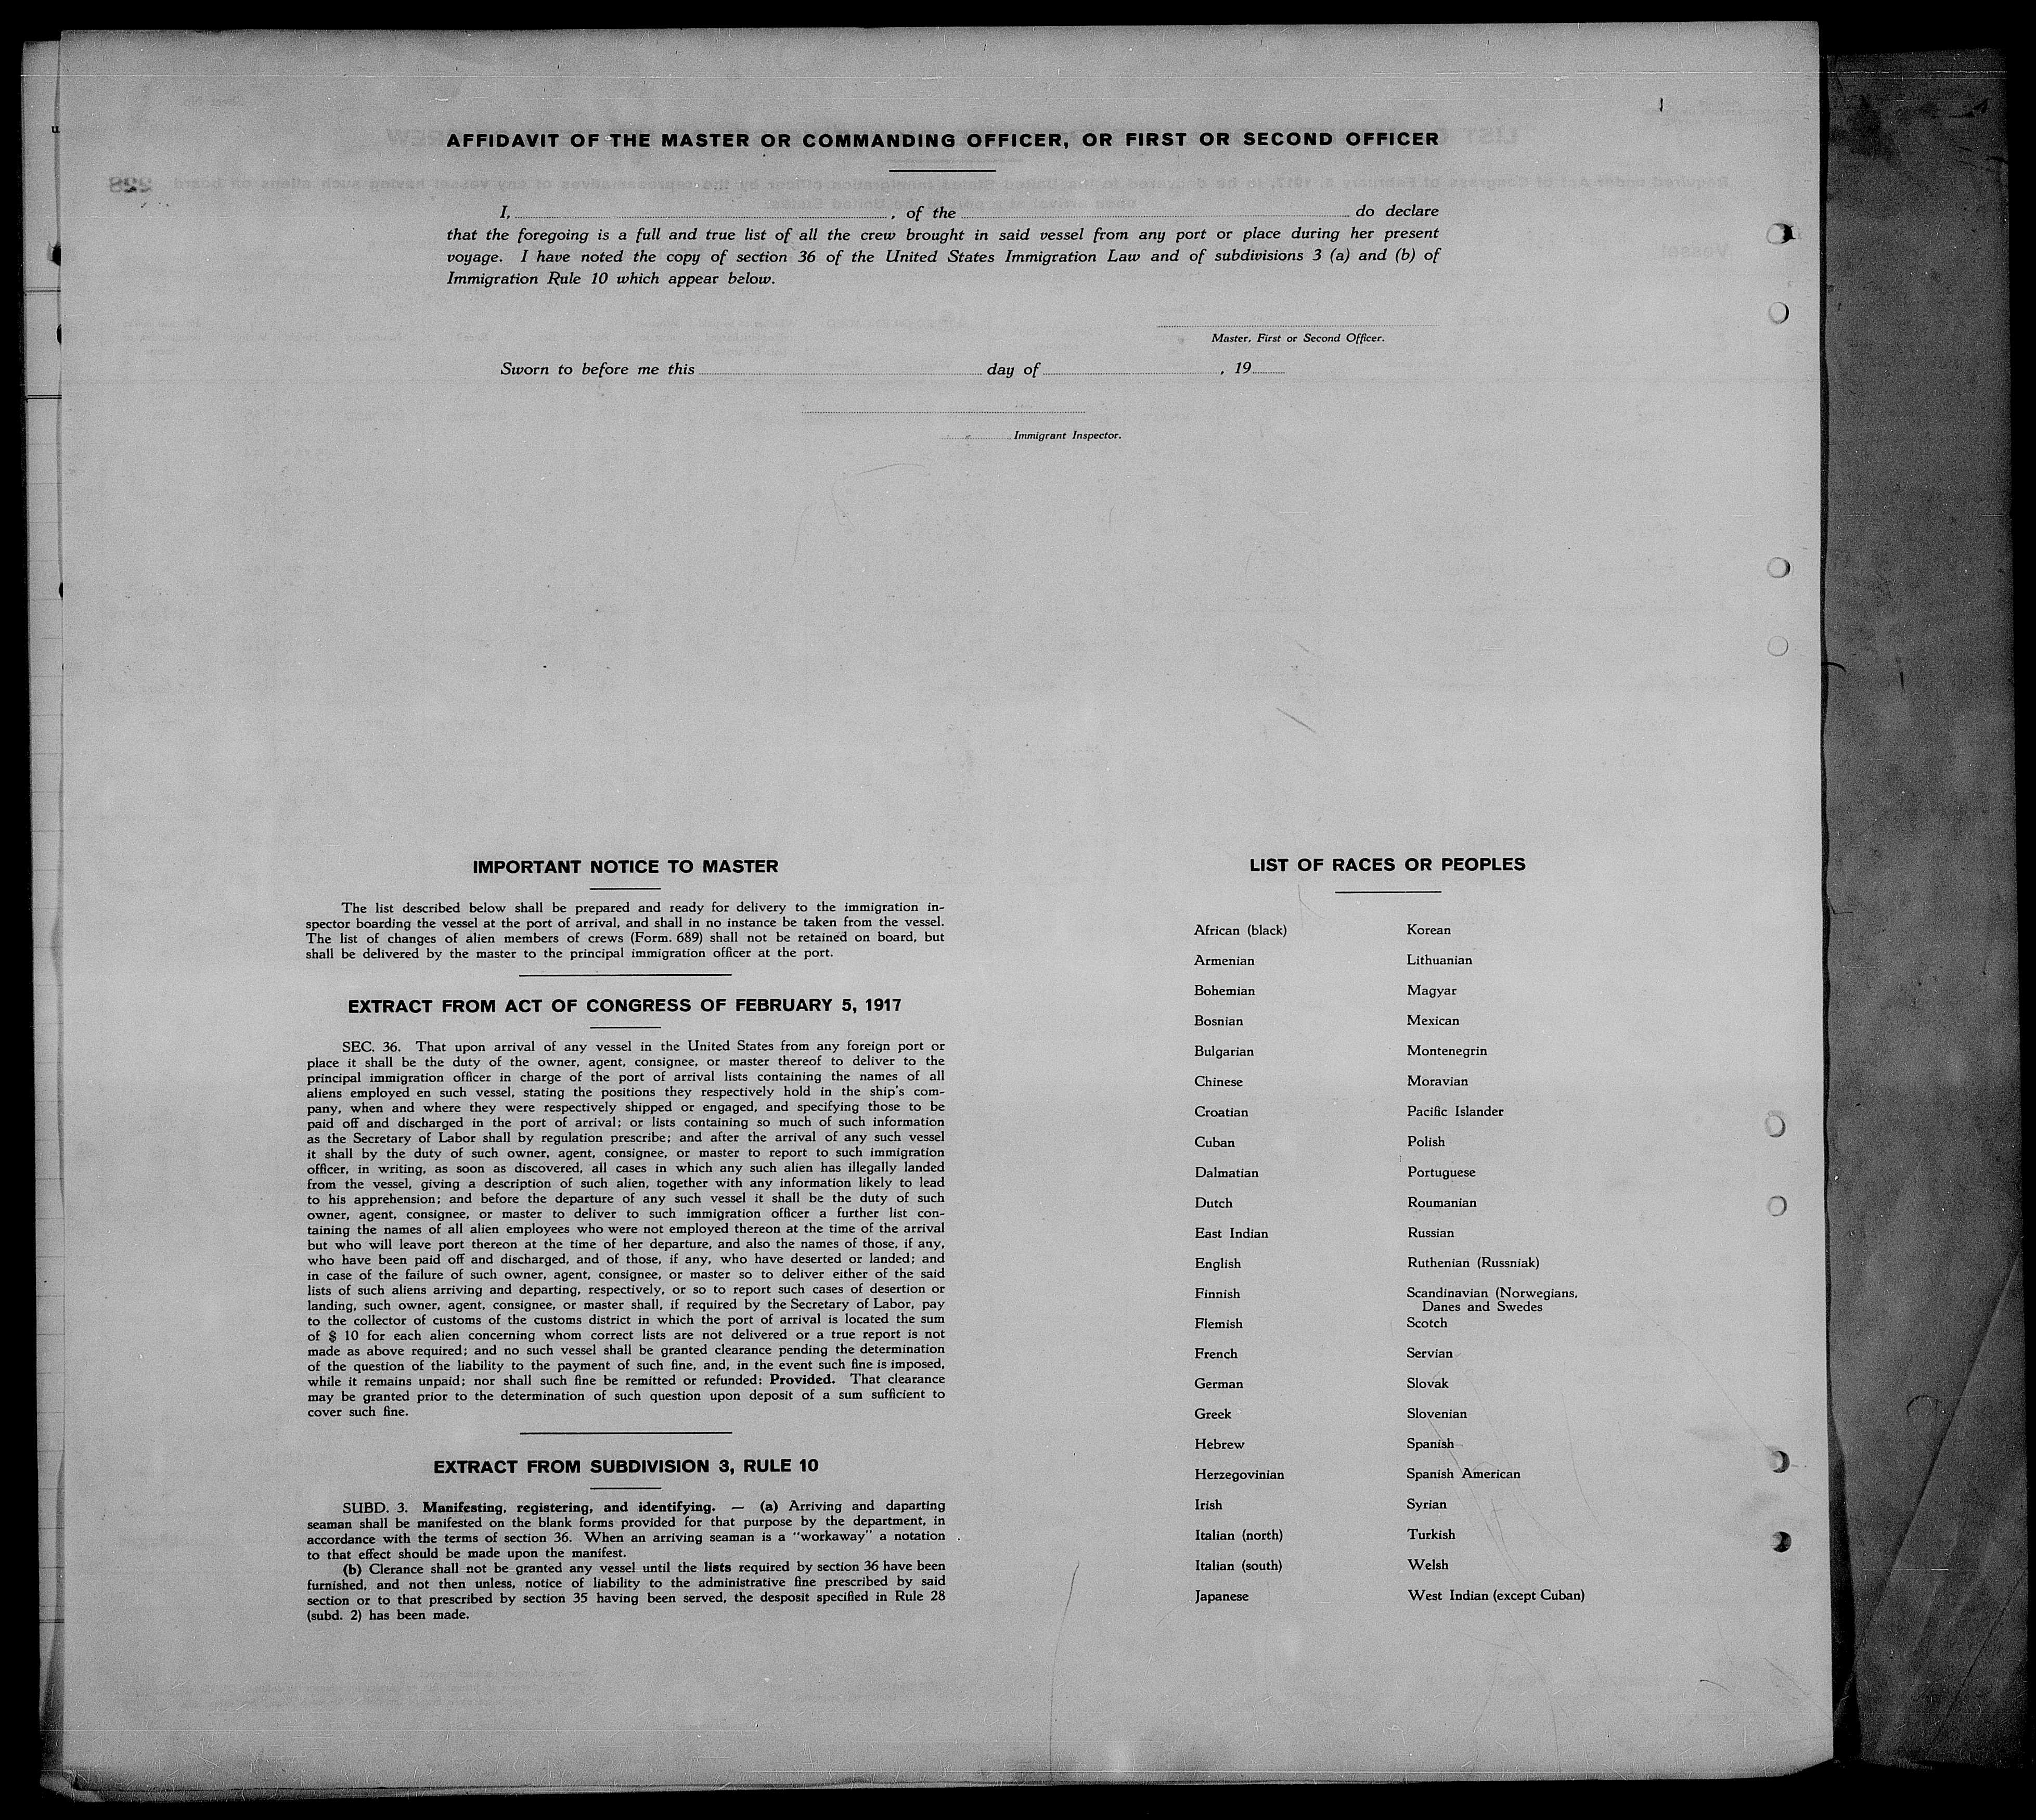 AFFIDAVIT OF THE MASTER OR COMMANDING OFFICER, OR FIRST OR SECOND OFFICER
I, , of the do declare
that the foregoing is a full and true list of all the crew brought in said vessel from any port or place during her present
voyage. I have noted the copy of section 36 of the United States Immigration Law and of subdivisions 3 (a) and (b) of
Immigration Rule 10 which appear below.
Master, First or Second Officer.
Sworn to before me this day of , 19
Immigrant Inspector.
IMPORTANT NOTICE TO MASTER
The list described below shall be prepared and ready for delivery to the immigration in-
spector boarding the vessel at the port of arrival, and shall in no instance be taken from the vessel.
The list of changes of alien members of crews (Form. 689) shall not be retained on board, but
shall be delivered by the master to the principal immigration officer at the port.
EXTRACT FROM ACT OF CONGRESS OF FEBRUARY 5, 1917
SEC. 36. That upon arrival of any vessel in the United States from any foreign port or
place it shall be the duty of the owner, agent, consignee, or master thereof to deliver to the
principal immigration officer in charge of the port of arrival lists containing the names of all
aliens employed en such vessel, stating the positions they respectively hold in the ship's com-
pany, when and where they were respectively shipped or engaged, and specifying those to be
paid off and discharged in the port of arrival; or lists containing so much of such information
as the Secretary of Labor shall by regulation prescribe; and after the arrival of any such vessel
it shall by the duty of such owner, agent, consignee, or master to report to such immigration
officer, in writing, as soon as discovered, all cases in which any such alien has illegally landed
from the vessel, giving a description of such alien, together with any information likely to lead
to his apprehension; and before the departure of any such vessel it shall be the duty of such
owner, agent, consignee, or master to deliver to such immigration officer a further list con-
taining the names of all alien employees who were not employed thereon at the time of the arrival
but who will leave port thereon at the time of her departure, and also the names of those, if any,
who have been paid off and discharged, and of those, if any, who have deserted or landed; and
in case of the failure of such owner, agent, consignee, or master so to deliver either of the said
lists of such aliens arriving and departing, respectively, or so to report such cases of desertion or
landing, such owner, agent, consignee, or master shall, if required by the Secretary of Labor, pay
to the collector of customs of the customs district in which the port of arrival is located the sum
of $ 10 for each alien concerning whom correct lists are not delivered or a true report is not
made as above required; and no such vessel shall be granted clearance pending the determination
of the question of the liability to the payment of such fine, and, in the event such fine is imposed,
while it remains unpaid; nor shall such fine be remitted or refunded: Provided. That clearance
may be granted prior to the determination of such question upon deposit of a sum sufficient to
cover such fine.
EXTRACT FROM SUBDIVISION 3, RULE 10
SUBD. 3. Manifesting, registering, and identifying. — (a) Arriving and daparting
seaman shall be manifested on the blank forms provided for that purpose by the department, in
accordance with the terms of section 36. When an arriving seaman is a "workaway" a notation
to that effect should be made upon the manifest.
(b) Clerance shall not be granted any vessel until the lists required by section 36 have been
furnished, and not then unless, notice of liability to the administrative fine prescribed by said
section or to that prescribed by section 35 having been served, the desposit specified in Rule 28
(subd. 2) has been made.
LIST OF RACES OR PEOPLES
African (black)
Armenian
Bohemian
Bosnian
Bulgarian
Chinese
Croatian
Cuban
Dalmatian
Dutch
East Indian
English
Finnish
Flemish
French
German
Greek
Hebrew
Herzegovinian
Irish
Italian (north)
Italian (south)
Japanese
Korean
Lithuanian
Magyar
Mexican
Montenegrin
Moravian
Pacific Islander
Polish
Portuguese
Roumanian
Russian
Ruthenian (Russniak)
Scandinavian (Norwegians,
Danes and Swedes
Scotch
Servian
Slovak
Slovenian
Spanish
Spanish American
Syrian
Turkish
Welsh
West Indian (except Cuban)